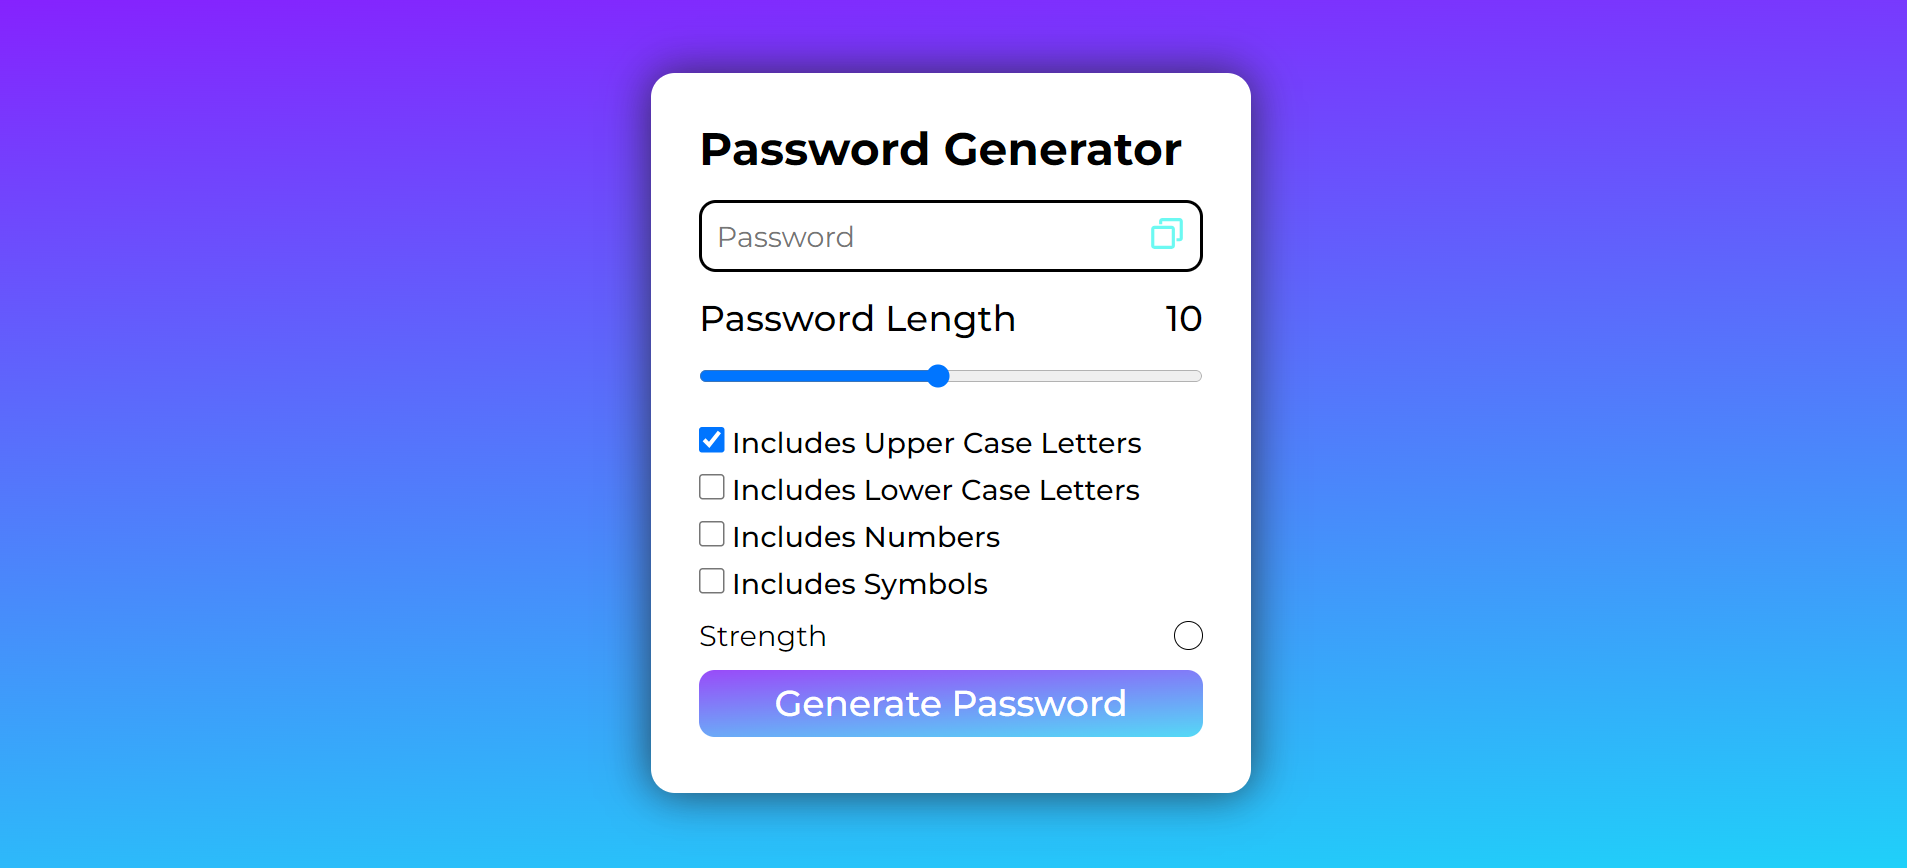 Password Generator
Password
Password Length 10
Includes Upper Case Letters
Includes Lower Case Letters
Includes Numbers
Includes Symbols
Strength
Generate Password